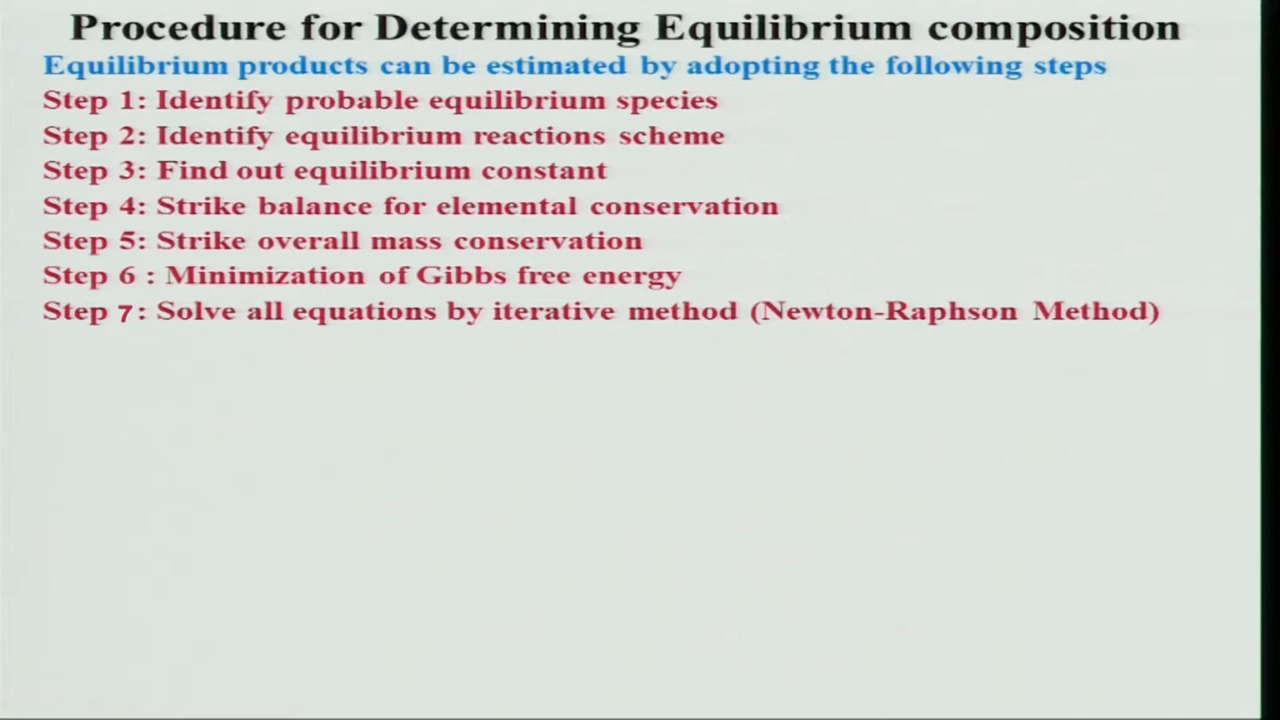 Procedure for Determining Equilibrium composition
Equilibrium products can be estimated by adopting the following steps
Step 1: Identify probable equilibrium species
Step 2: Identify equilibrium reactions scheme
Step 3: Find out equilibrium constant
Step 4: Strike balance for elemental conservation
Step 5: Strike overall mass conservation
Step 6 : Minimization of Gibbs free energy
Step 7: Solve all equations by iterative method (Newton-Raphson Method)